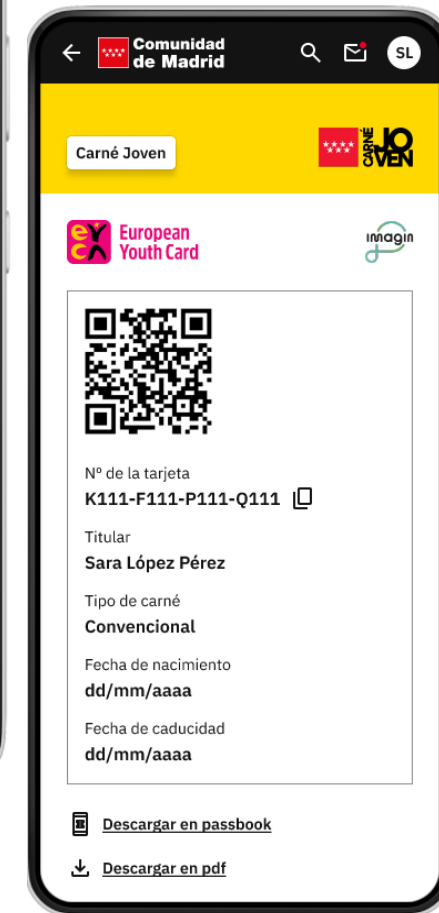 Comunidad
de Madrid
SL
Carné Joven
CARNÉ
JOVEN
eyca
European
Youth Card
imagin
Nº de la tarjeta
K111-F111-P111-Q111
Titular
Sara López Pérez
Tipo de carné
Convencional
Fecha de nacimiento
dd/mm/aaaa
Fecha de caducidad
dd/mm/aaaa
Descargar en passbook
Descargar en pdf